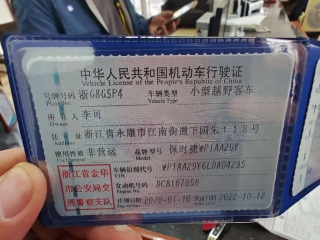 中华人民共和国机动车行驶证
Vehicle License of the People's Republic of China
号牌号码 浙G8G5P4 车辆类型 小型越野客车
Plate No. Vehicle Type
所有人 李可
Owner
住址 浙江省永康市江南街道下园朱118号
Address
使用性质 非营运 品牌型号 保时捷WP1AA29Y
浙江省金华 车辆识别代号 WP1AA29Y6LDA04295
VIN
市公安局交 发动机号码 DCB167056
Engine No.
通警察支队 注册日期 2020-01-10 发证日期 2022-10-12